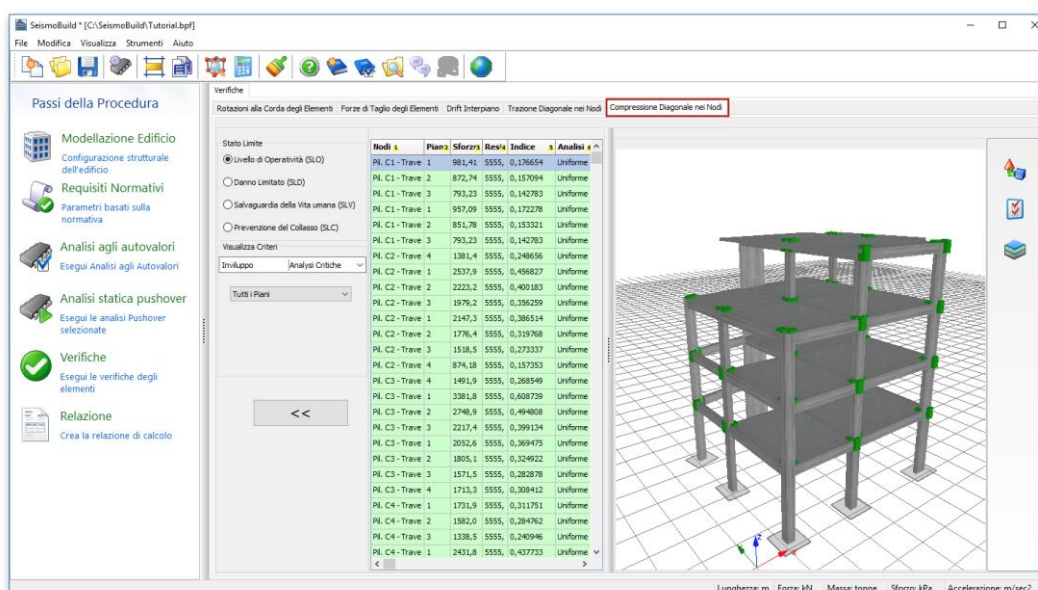 SeismoBuild * [C:\SeismoBuild\Tutorial.bpf]
File Modifica Visualizza Strumenti Aiuto
Passi della Procedura
Modellazione Edificio
Configurazione strutturale
dell'edificio
Requisiti Normativi
Parametri basati sulla
normativa
Analisi agli autovalori
Esegui Analisi agli Autovalori
Analisi statica pushover
Esegui le analisi Pushover
selezionate
Verifiche
Esegui le verifiche degli
elementi
Relazione
Crea la relazione di calcolo
Verifiche
Rotazioni alla Corda degli Elementi Forze di Taglio degli Elementi Drift Interpiano Trazione Diagonale nei Nodi Compressione Diagonale nei Nodi
Stato Limite
Livello di Operatività (SLO)
Danno Limitato (SLD)
Salvaguardia della Vita umana (SLV)
Prevenzione del Collasso (SLC)
Visualizza Criteri
Inviluppo Analysi Critiche
Tutti i Piani
<<
Nodi 1 Pian 2 Sforz 3 Res 4 Indice 5 Analisi 6
Pil. C1 - Trave 1 981,41 5555, 0,176654 Uniforme
Pil. C1 - Trave 2 872,74 5555, 0,157094 Uniforme
Pil. C1 - Trave 3 793,23 5555, 0,142783 Uniforme
Pil. C1 - Trave 1 957,09 5555, 0,172278 Uniforme
Pil. C1 - Trave 2 851,78 5555, 0,153321 Uniforme
Pil. C1 - Trave 3 793,23 5555, 0,142783 Uniforme
Pil. C2 - Trave 4 1381,4 5555, 0,248656 Uniforme
Pil. C2 - Trave 1 2537,9 5555, 0,456827 Uniforme
Pil. C2 - Trave 2 2223,2 5555, 0,400183 Uniforme
Pil. C2 - Trave 3 1979,2 5555, 0,356259 Uniforme
Pil. C2 - Trave 1 2147,3 5555, 0,386514 Uniforme
Pil. C2 - Trave 2 1776,4 5555, 0,319768 Uniforme
Pil. C2 - Trave 3 1518,5 5555, 0,273337 Uniforme
Pil. C2 - Trave 4 874,18 5555, 0,157353 Uniforme
Pil. C3 - Trave 4 1491,9 5555, 0,268549 Uniforme
Pil. C3 - Trave 1 3381,8 5555, 0,608739 Uniforme
Pil. C3 - Trave 2 2748,9 5555, 0,494808 Uniforme
Pil. C3 - Trave 3 2217,4 5555, 0,399134 Uniforme
Pil. C3 - Trave 1 2052,6 5555, 0,369475 Uniforme
Pil. C3 - Trave 2 1805,1 5555, 0,324922 Uniforme
Pil. C3 - Trave 3 1571,5 5555, 0,282878 Uniforme
Pil. C3 - Trave 4 1713,3 5555, 0,308412 Uniforme
Pil. C4 - Trave 1 1731,9 5555, 0,311751 Uniforme
Pil. C4 - Trave 2 1582,0 5555, 0,284762 Uniforme
Pil. C4 - Trave 3 1338,5 5555, 0,240946 Uniforme
Pil. C4 - Trave 1 2431,8 5555, 0,437733 Uniforme
z
Lunghezza: m Forza: kN Massa: tonne Sforzo: kPa Accelerazione: m/sec2